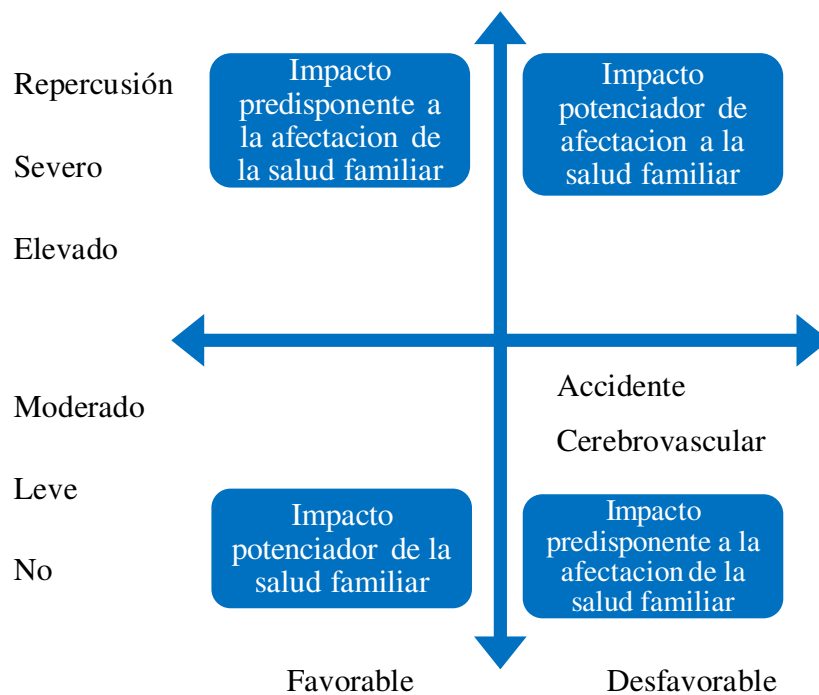 Repercusión
Severo
Elevado
Impacto
predisponente a
la afectacion de
la salud familiar
Impacto
potenciador de
afectacion a la
salud familiar
Moderado
Leve
No
Accidente
Cerebrovascular
Impacto
potenciador de la
salud familiar
Impacto
predisponente a la
afectacion de la
salud familiar
Favorable
Desfavorable